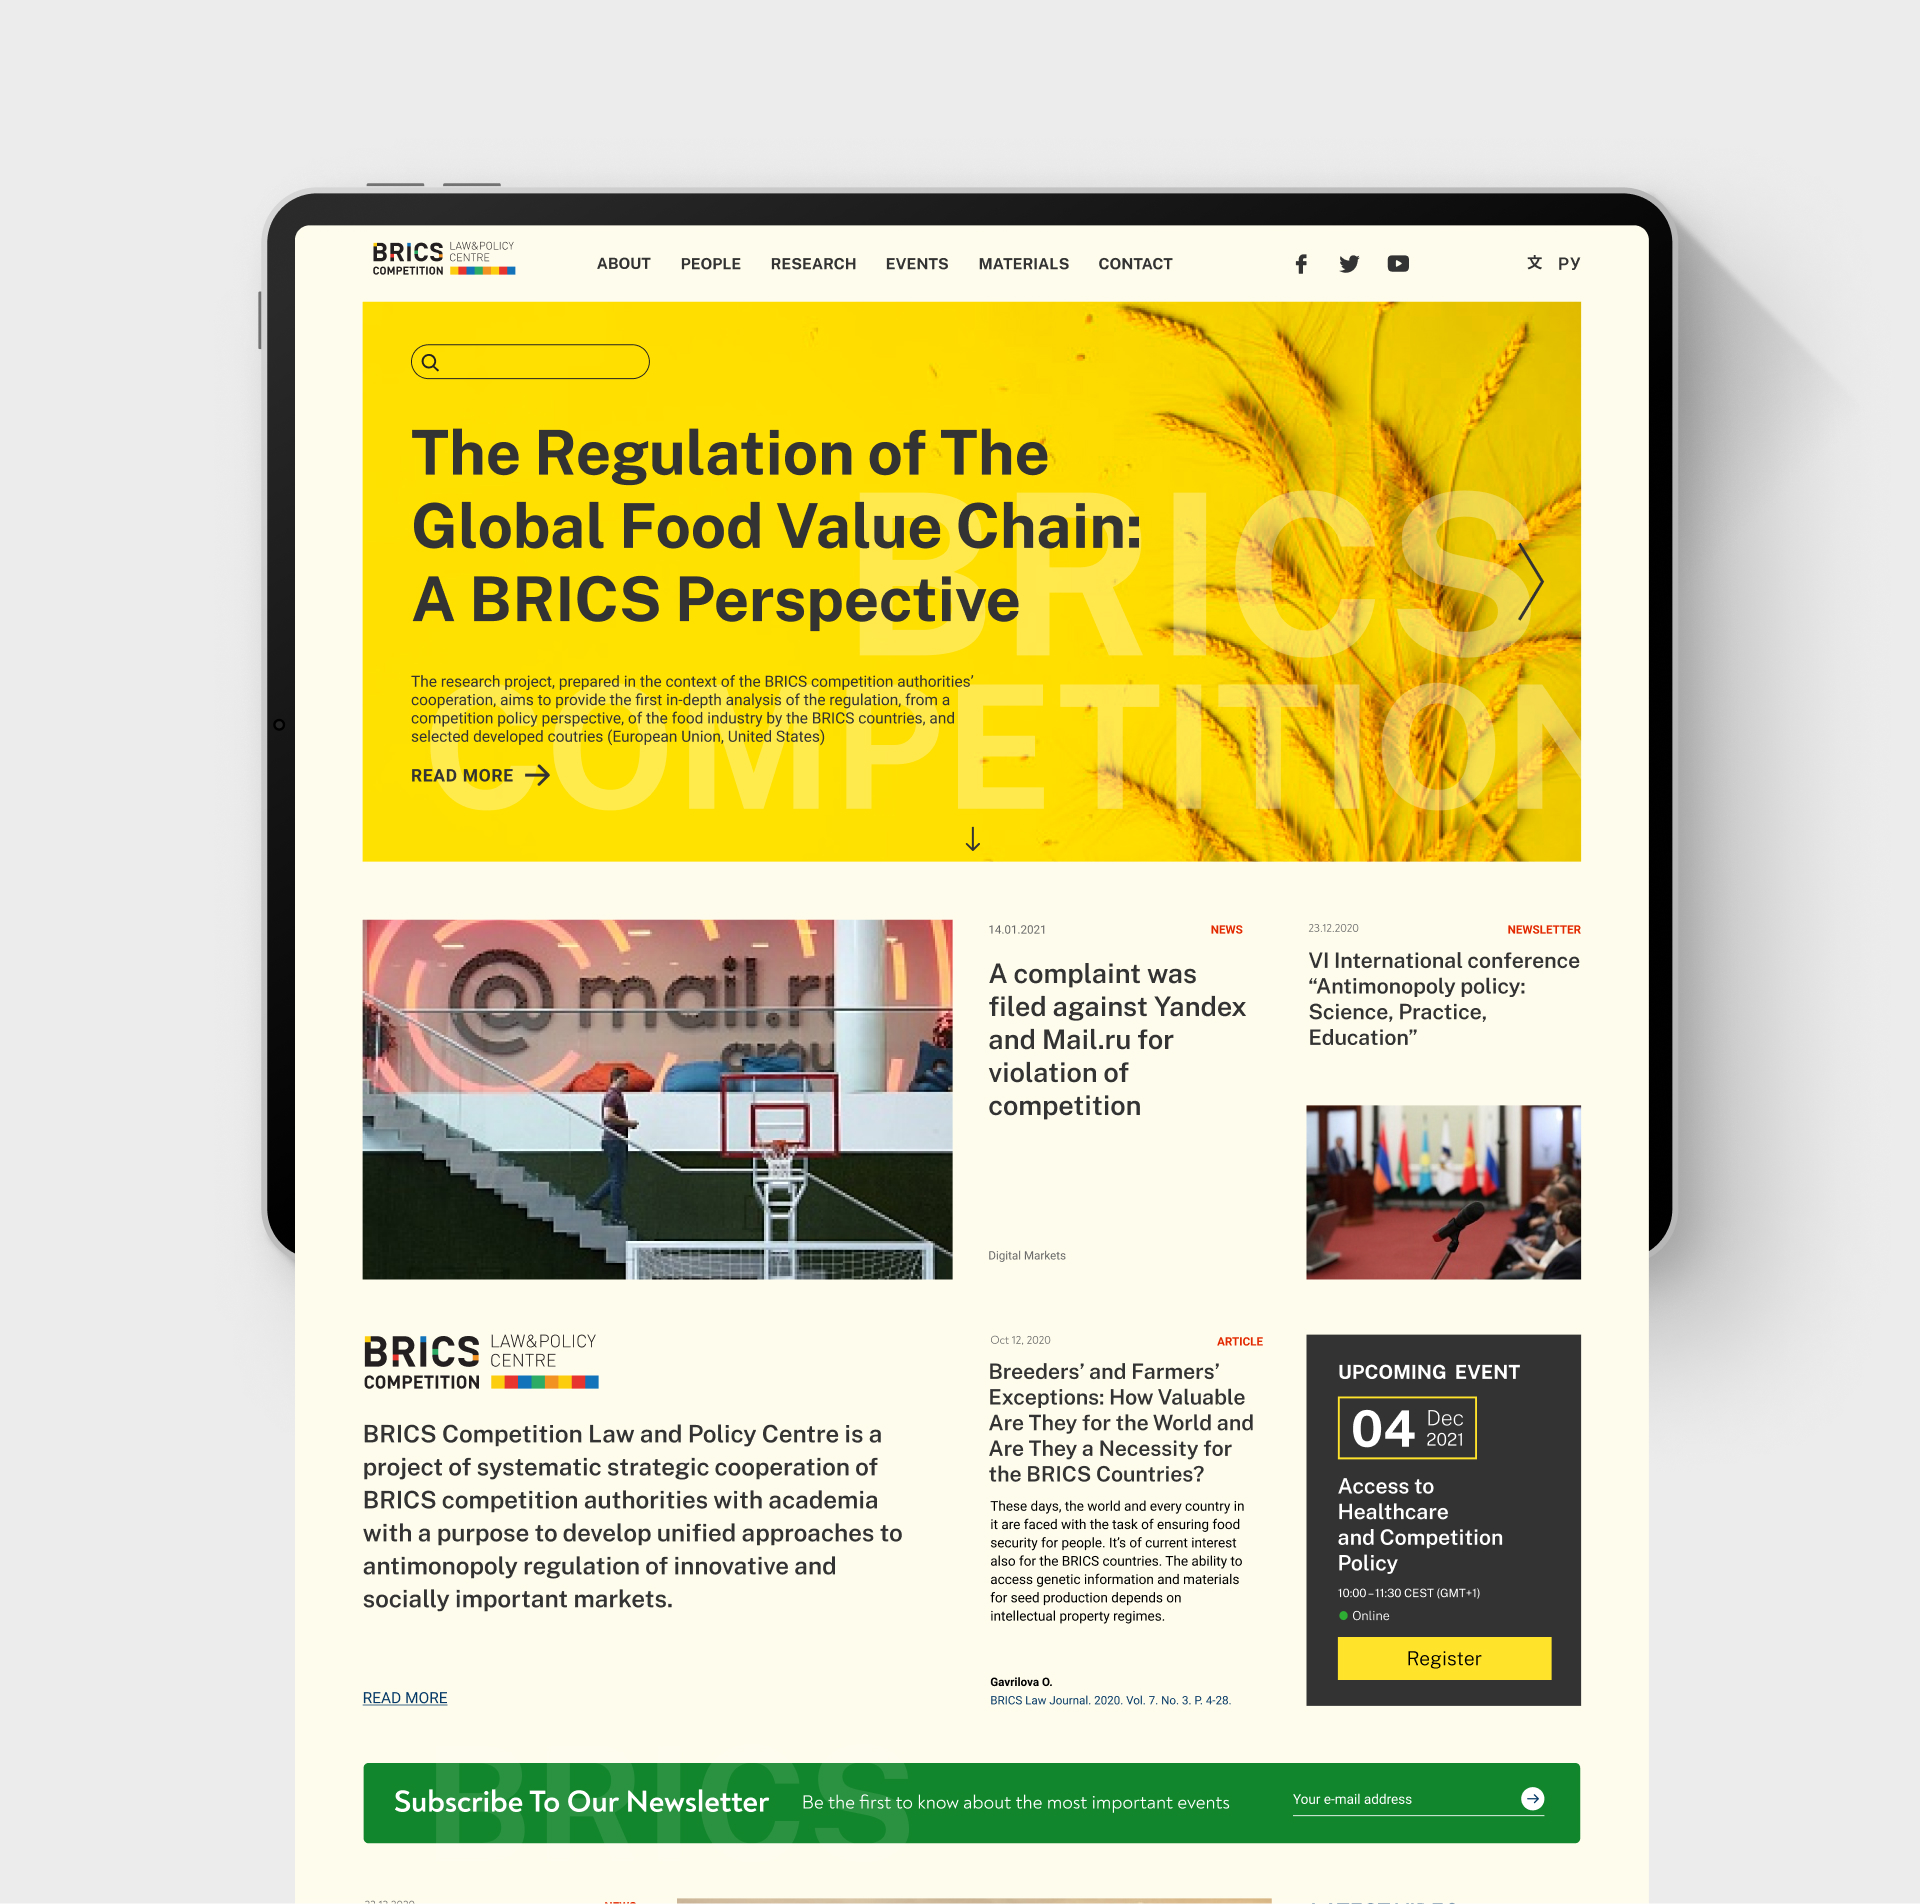 BRICS LAW&POLICY
CENTRE
COMPETITION
ABOUT PEOPLE RESEARCH EVENTS MATERIALS CONTACT
文 РУ
The Regulation of The
Global Food Value Chain:
A BRICS Perspective
BRICS
COMPETITION
The research project, prepared in the context of the BRICS competition authorities’
cooperation, aims to provide the first in-depth analysis of the regulation, from a
competition policy perspective, of the food industry by the BRICS countries, and
selected developed coutries (European Union, United States)
READ MORE
@mail.r
grou
14.01.2021 NEWS
A complaint was
filed against Yandex
and Mail.ru for
violation of
competition
Digital Markets
23.12.2020 NEWSLETTER
VI International conference
“Antimonopoly policy:
Science, Practice,
Education”
BRICS LAW&POLICY
CENTRE
COMPETITION
BRICS Competition Law and Policy Centre is a
project of systematic strategic cooperation of
BRICS competition authorities with academia
with a purpose to develop unified approaches to
antimonopoly regulation of innovative and
socially important markets.
READ MORE
Oct 12, 2020 ARTICLE
Breeders’ and Farmers’
Exceptions: How Valuable
Are They for the World and
Are They a Necessity for
the BRICS Countries?
These days, the world and every country in
it are faced with the task of ensuring food
security for people. It’s of current interest
also for the BRICS countries. The ability to
access genetic information and materials
for seed production depends on
intellectual property regimes.
Gavrilova O.
BRICS Law Journal. 2020. Vol. 7. No. 3. P. 4-28.
UPCOMING EVENT
04 Dec
2021
Access to
Healthcare
and Competition
Policy
10:00–11:30 CEST (GMT+1)
Online
Register
BRICS
Subscribe To Our Newsletter Be the first to know about the most important events Your e-mail address